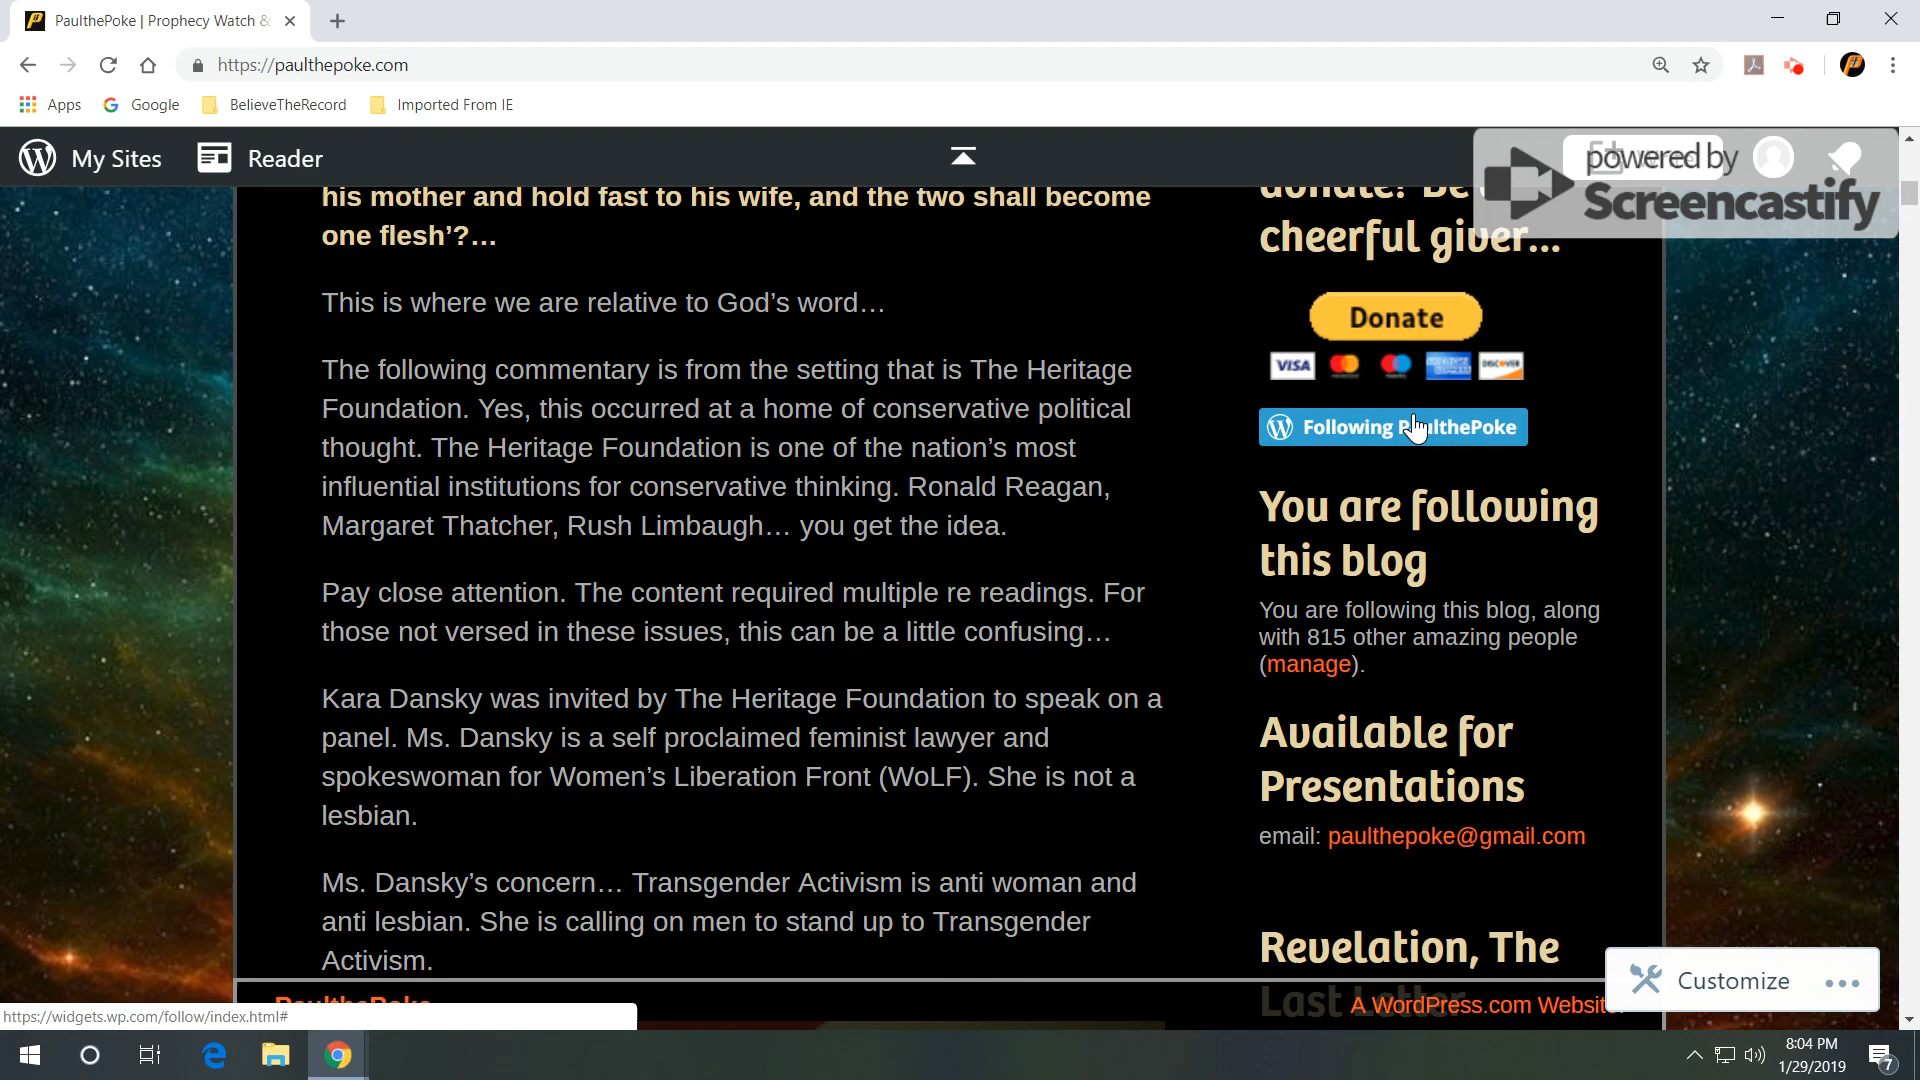 PaulthePoke | Prophecy Watch &
https://paulthepoke.com
Apps
Google
BelieveTheRecord
Imported From IE
My Sites
Reader
powered by
Screencastify
his mother and hold fast to his wife, and the two shall become
one flesh’?…
This is where we are relative to God’s word…
The following commentary is from the setting that is The Heritage
Foundation. Yes, this occurred at a home of conservative political
thought. The Heritage Foundation is one of the nation’s most
influential institutions for conservative thinking. Ronald Reagan,
Margaret Thatcher, Rush Limbaugh… you get the idea.
Pay close attention. The content required multiple re readings. For
those not versed in these issues, this can be a little confusing…
Kara Dansky was invited by The Heritage Foundation to speak on a
panel. Ms. Dansky is a self proclaimed feminist lawyer and
spokeswoman for Women’s Liberation Front (WoLF). She is not a
lesbian.
Ms. Dansky’s concern… Transgender Activism is anti woman and
anti lesbian. She is calling on men to stand up to Transgender
Activism.
donate? Be
cheerful giver...
Donate
VISA
AMERICAN EXPRESS
DISCOVER
Following PaulthePoke
You are following
this blog
You are following this blog, along
with 815 other amazing people
(manage).
Available for
Presentations
email: paulthepoke@gmail.com
Revelation, The
Last Letter
Customize
PaulthePoke
A WordPress.com Website.
https://widgets.wp.com/follow/index.html#
8:04 PM
1/29/2019
7